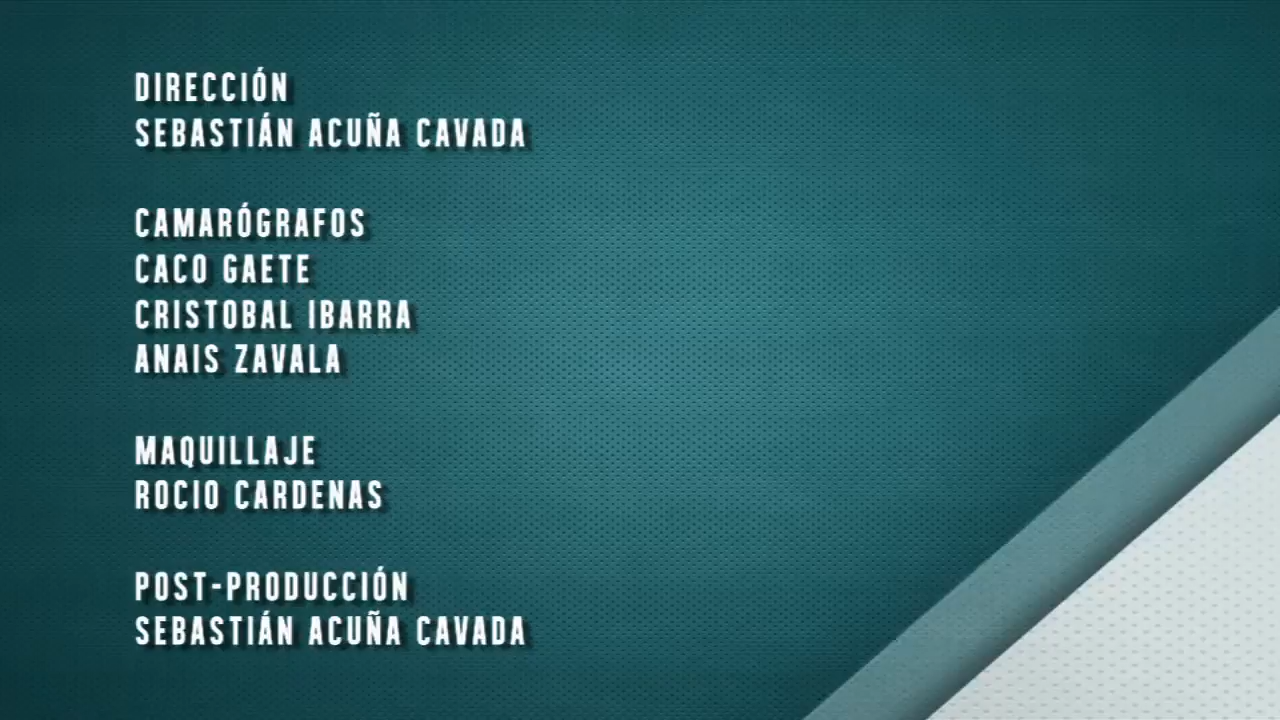 DIRECCIÓN
SEBASTIÁN ACUÑA CAVADA
CAMARÓGRAFOS
CACO GAETE
CRISTOBAL IBARRA
ANAIS ZAVALA
MAQUILLAJE
ROCIO CARDENAS
POST-PRODUCCIÓN
SEBASTIÁN ACUÑA CAVADA